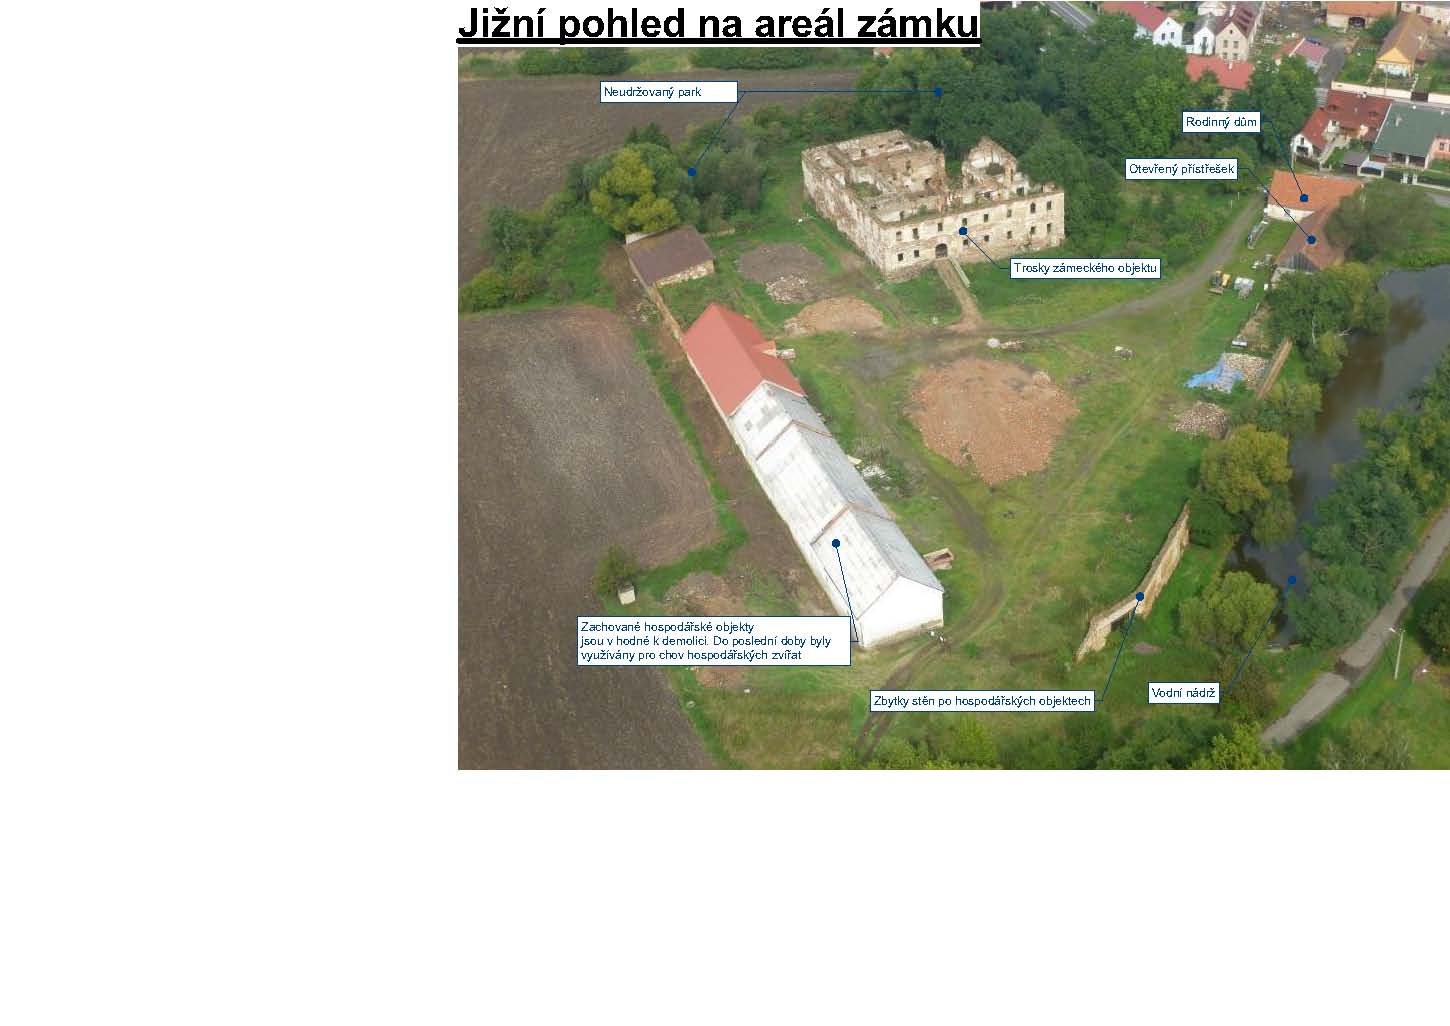 Jižní pohled na areál zámku
Neudržovaný park
Rodinný dům
Otevřený přístřešek
Trosky zámeckého objektu
Zachované hospodářské objekty
jsou v hodné k demolici. Do poslední doby byly
využívány pro chov hospodářských zvířat
Vodní nádrž
Zbytky stěn po hospodářských objektech